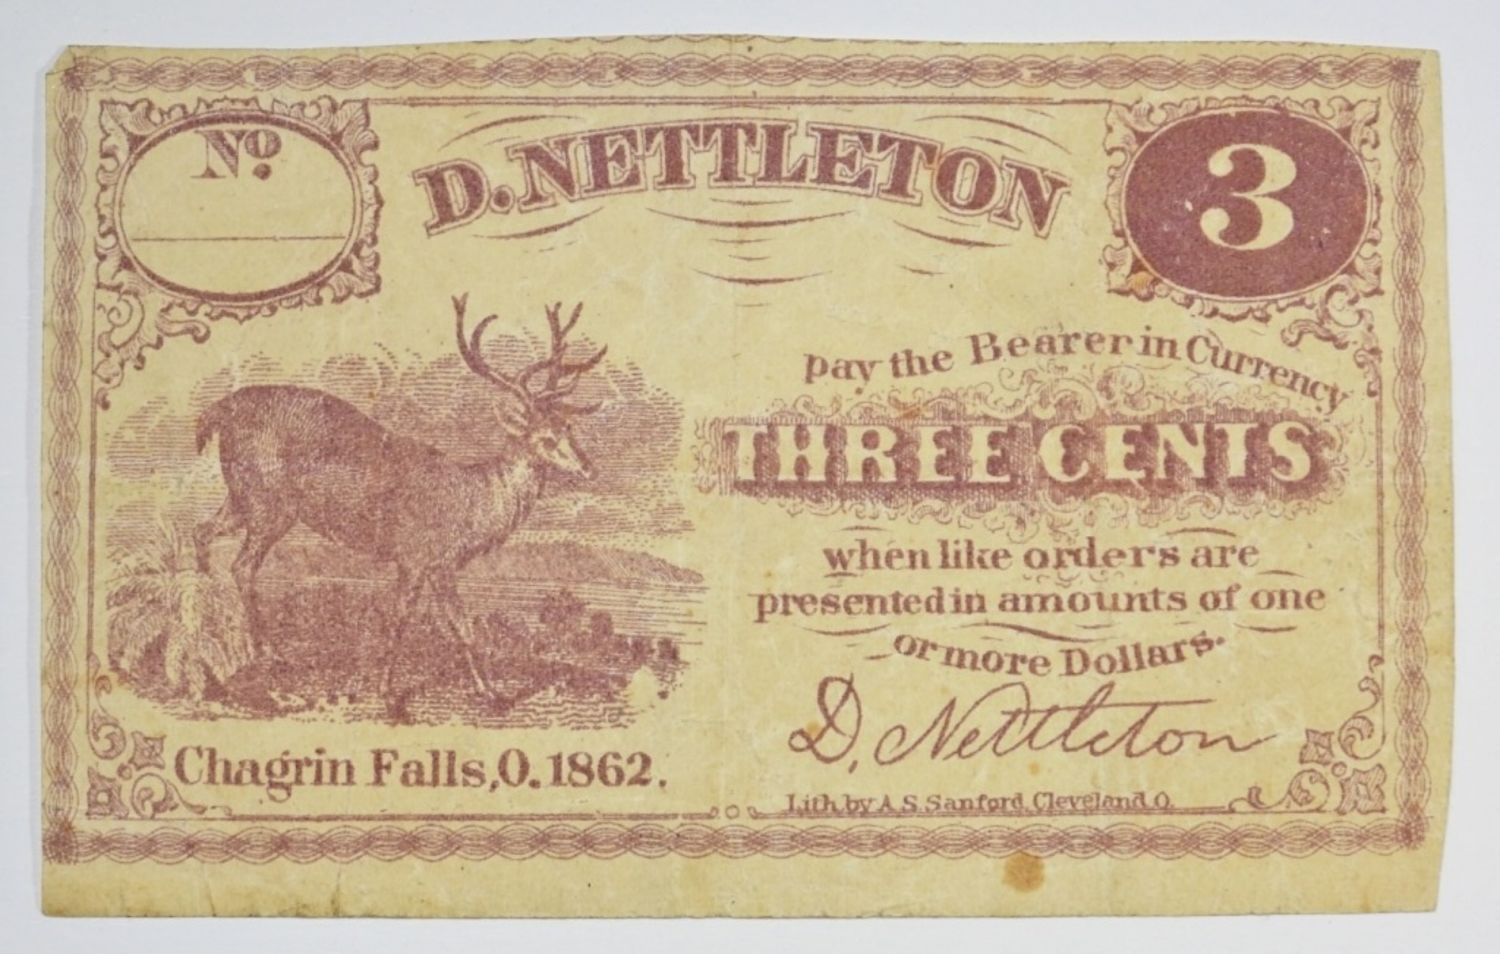 No.
D. NETTLETON
3
pay the Bearer in Currency
THREE CENTS
when like orders are
presented in amounts of one
or more Dollars.
D. Nettleton
Chagrin Falls, O. 1862.
Lith. by A. S. Sanford, Cleveland O.